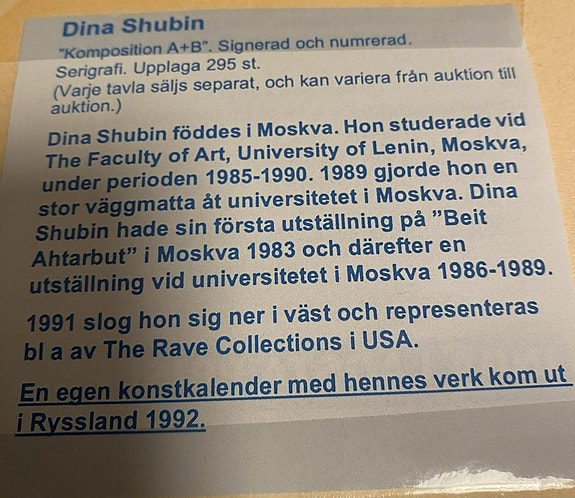 Dina Shubin
"Komposition A+B". Signerad och numrerad.
Serigrafi. Upplaga 295 st.
(Varje tavla säljs separat, och kan variera från auktion till
auktion.)
Dina Shubin föddes i Moskva. Hon studerade vid
The Faculty of Art, University of Lenin, Moskva,
under perioden 1985-1990. 1989 gjorde hon en
stor väggmatta åt universitetet i Moskva. Dina
Shubin hade sin första utställning på ”Beit
Ahtarbut” i Moskva 1983 och därefter en
utställning vid universitetet i Moskva 1986-1989.
1991 slog hon sig ner i väst och representeras
bl a av The Rave Collections i USA.
En egen konstkalender med hennes verk kom ut
i Ryssland 1992.